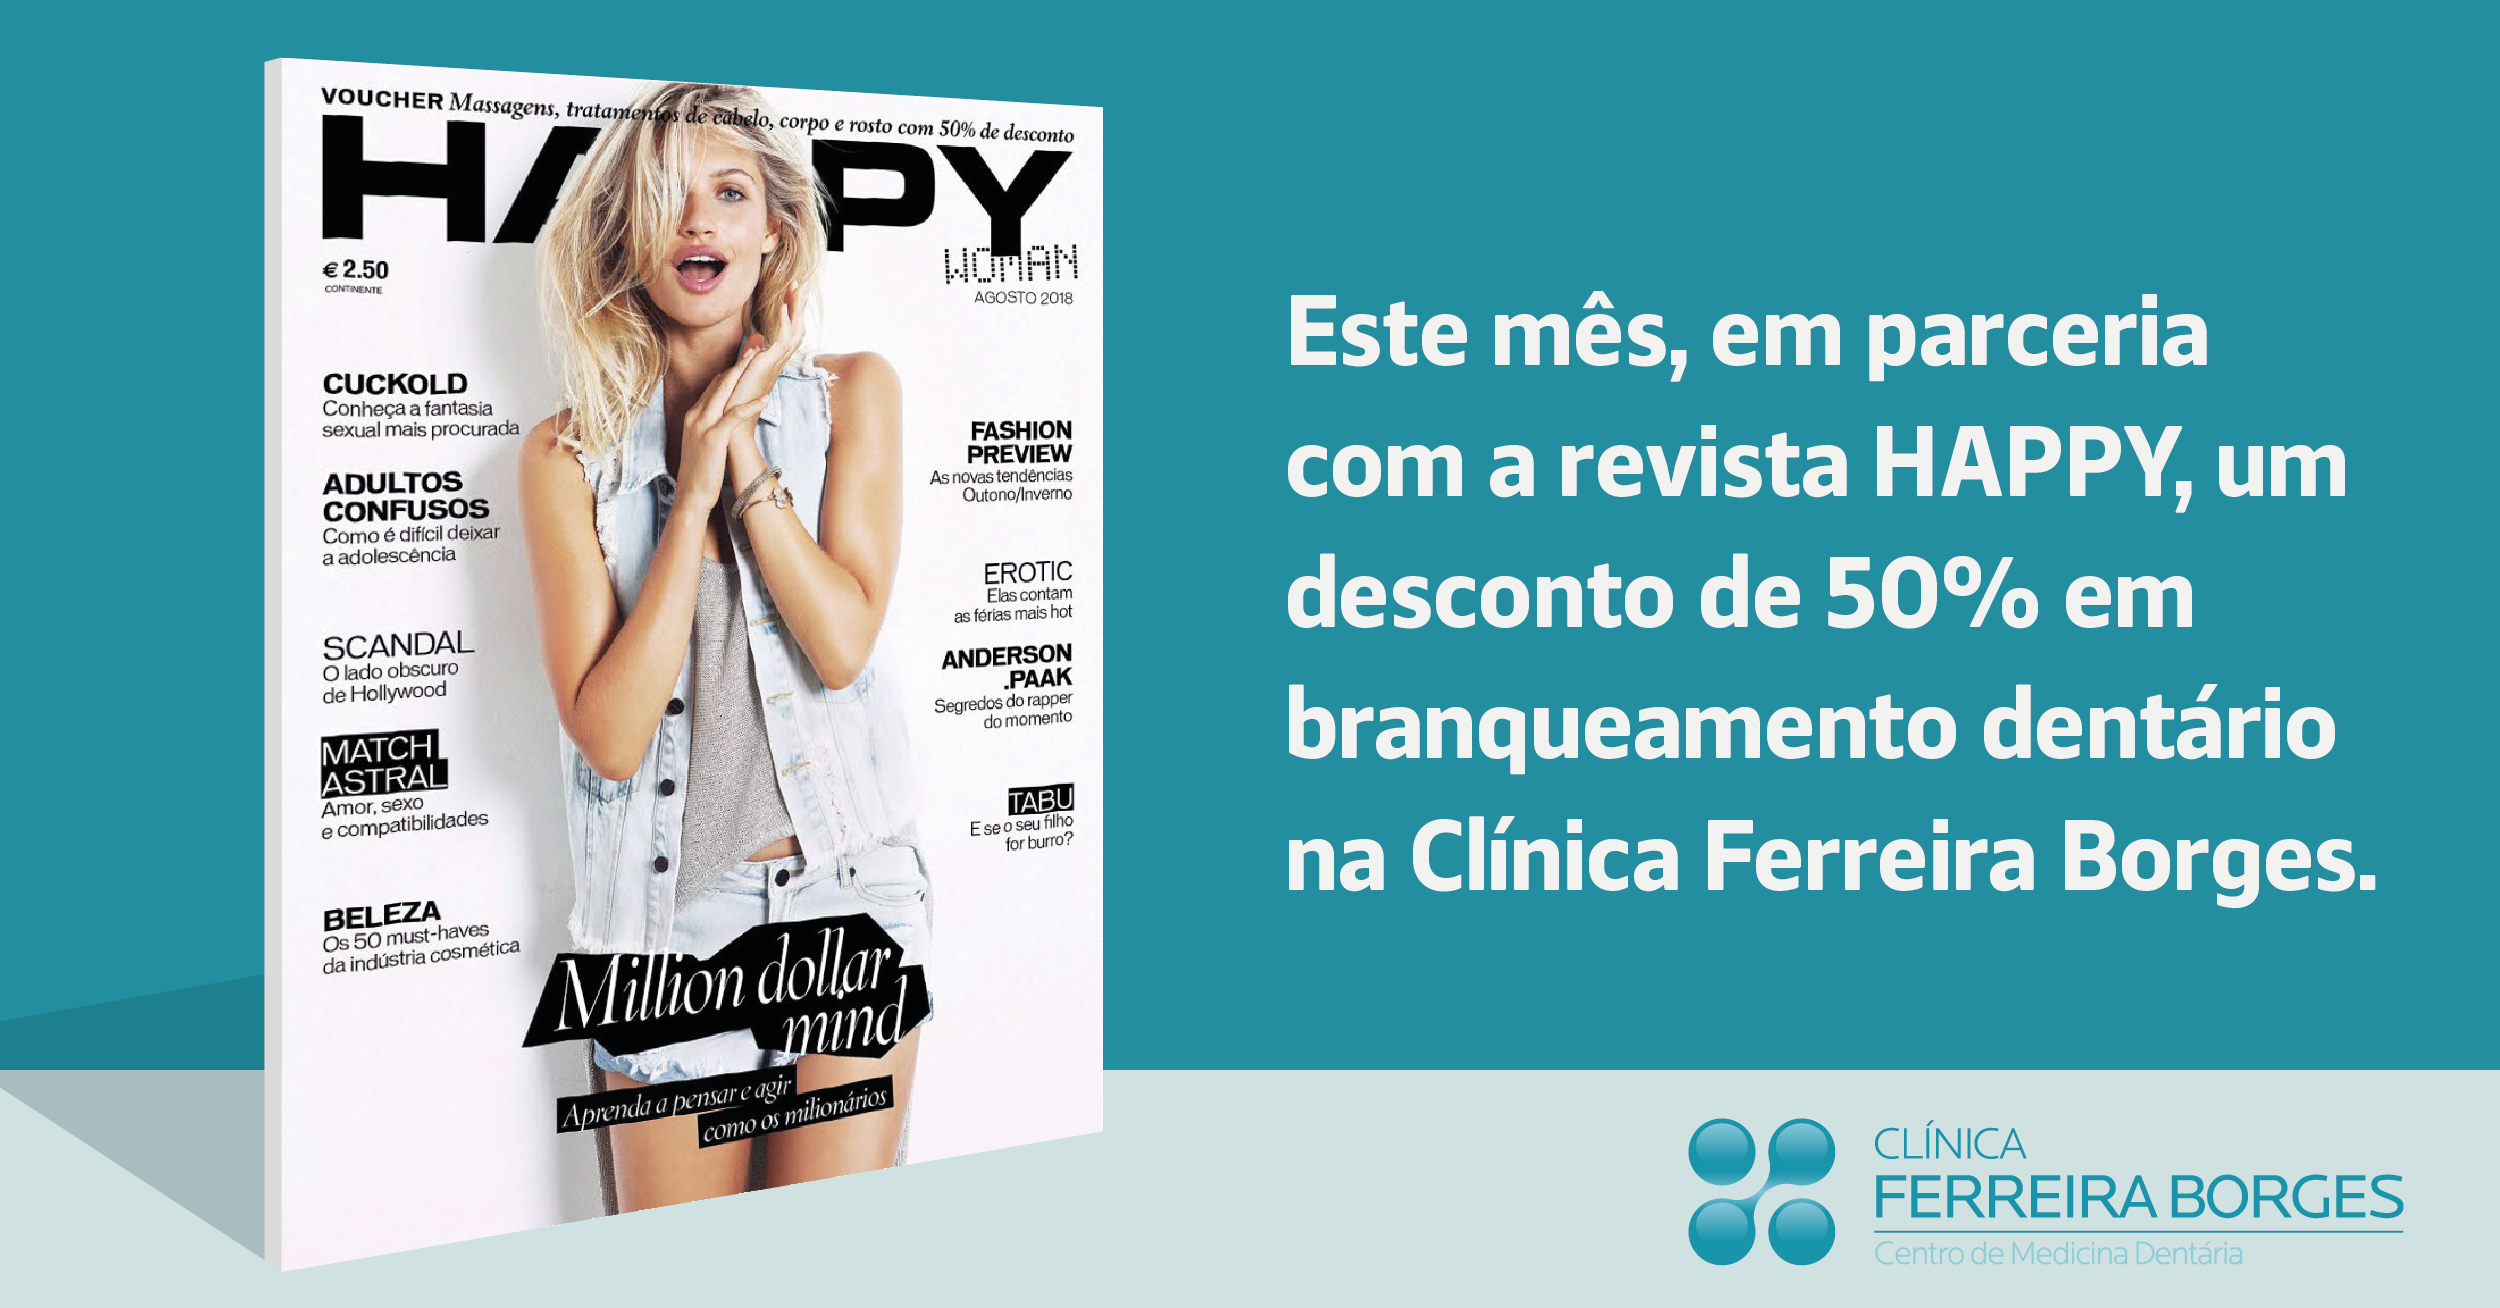 VOUCHER Massagens, tratamentos de cabelo, corpo e rosto com 50% de desconto
HAPPY
WOMAN
€ 2.50
CONTINENTE
AGOSTO 2018
CUCKOLD
Conheça a fantasia
sexual mais procurada
ADULTOS
CONFUSOS
Como é difícil deixar
a adolescência
SCANDAL
O lado obscuro
de Hollywood
MATCH
ASTRAL
Amor, sexo
e compatibilidades
BELEZA
Os 50 must-haves
da indústria cosmética
FASHION
PREVIEW
As novas tendências
Outono/Inverno
EROTIC
Elas contam
as férias mais hot
ANDERSON
.PAAK
Segredos do rapper
do momento
TABU
E se o seu filho
for burro?
Million dollar
mind
Aprenda a pensar e agir
como os milionários
Este mês, em parceria
com a revista HAPPY, um
desconto de 50% em
branqueamento dentário
na Clínica Ferreira Borges.
CLÍNICA
FERREIRA BORGES
Centro de Medicina Dentária